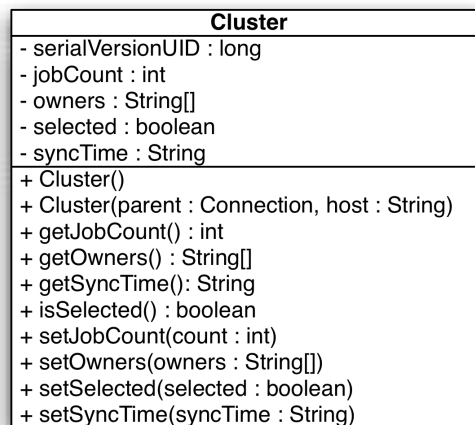 Cluster
- serialVersionUID : long
- jobCount : int
- owners : String[]
- selected : boolean
- syncTime : String
+ Cluster()
+ Cluster(parent : Connection, host : String)
+ getJobCount() : int
+ getOwners() : String[]
+ getSyncTime(): String
+ isSelected() : boolean
+ setJobCount(count : int)
+ setOwners(owners : String[])
+ setSelected(selected : boolean)
+ setSyncTime(syncTime : String)